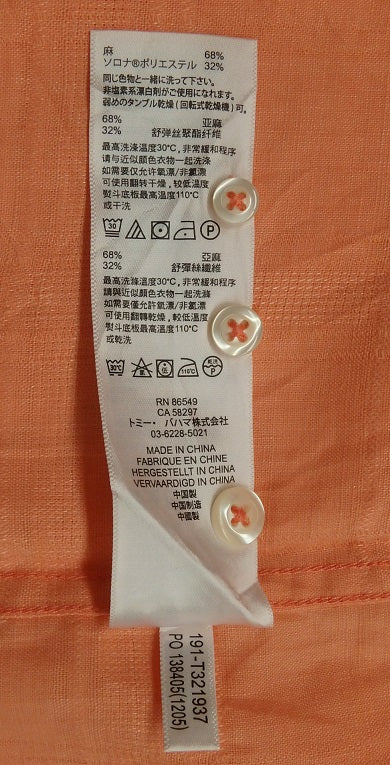 麻 68%
ソロナ®ポリエステル 32%
同じ色物と一緒に洗って下さい。
非塩素系漂白剤がご使用になれます。
弱めのタンブル乾燥(回転式乾燥機)可。
68% 亚麻
32% 舒弹丝聚酯纤维
最高洗涤温度30°C, 非常缓和程序
请与近似颜色衣物一起洗涤
如需要仅允许氧漂/非氯漂
可使用翻转干燥, 较低温度
熨斗底板最高温度110°C
或干洗
30 P
68% 亞麻
32% 舒彈絲纖維
最高洗滌溫度30°C, 非常緩和程序
請與近似顏色衣物一起洗滌
如需要僅允許氧漂/非氯漂
可使用翻轉乾燥, 較低溫度
熨斗底板最高溫度110°C
或乾洗
30 低 110°C 乾洗 P
RN 86549
CA 58297
トミー・バハマ株式会社
03-6228-5021
MADE IN CHINA
FABRIQUE EN CHINE
HERGESTELLT IN CHINA
VERVAARDIGD IN CHINA
中国製
中国制造
中國製
191-T321937
PO 138405(1205)